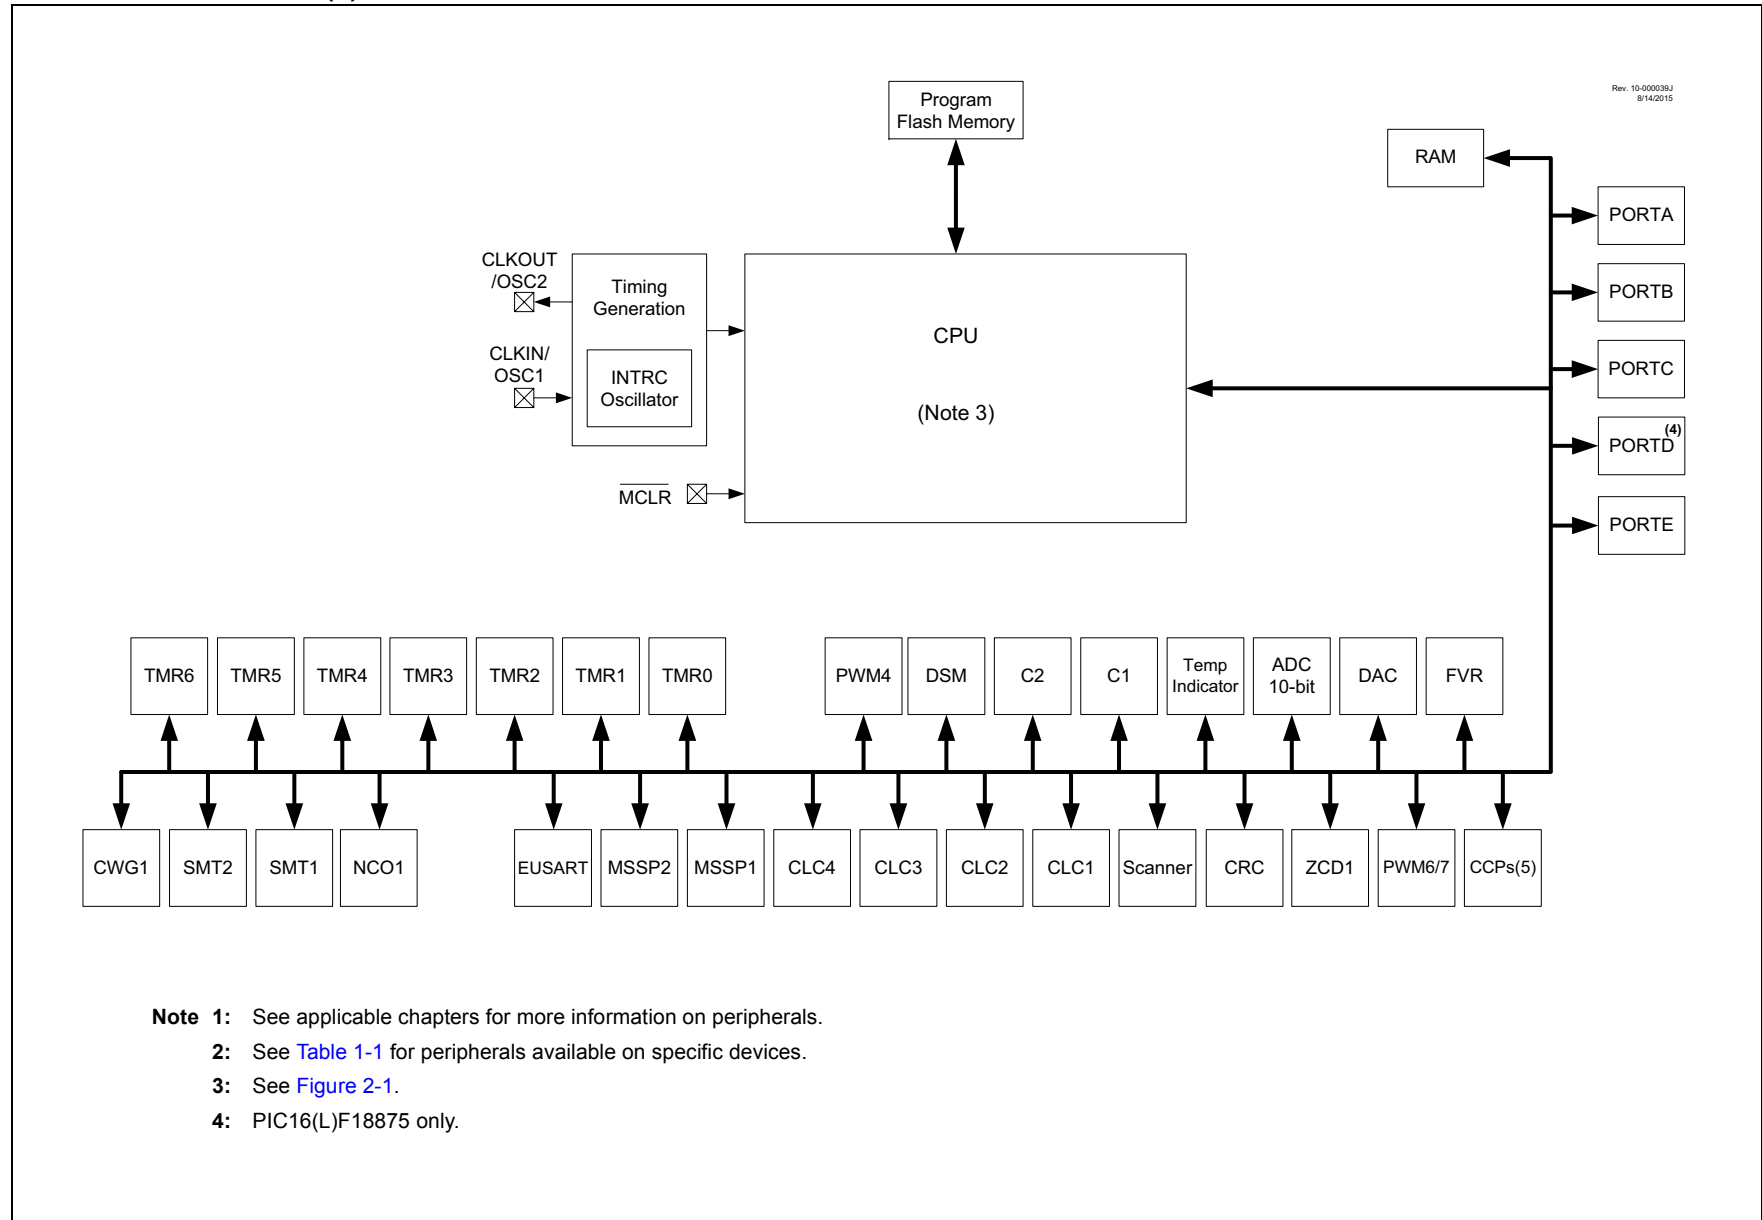 Rev. 10-000039J
8/14/2015
Program
Flash Memory
RAM
PORTA
CLKOUT
/OSC2
Timing
Generation
PORTB
CPU
CLKIN/
OSC1
INTRC
Oscillator
PORTC
(Note 3)
PORTD
(4)
MCLR
PORTE
TMR6
TMR5
TMR4
TMR3
TMR2
TMR1
TMR0
PWM4
DSM
C2
C1
Temp
Indicator
ADC
10-bit
DAC
FVR
CWG1
SMT2
SMT1
NCO1
EUSART
MSSP2
MSSP1
CLC4
CLC3
CLC2
CLC1
Scanner
CRC
ZCD1
PWM6/7
CCPs(5)
Note 1: See applicable chapters for more information on peripherals.
2: See Table 1-1 for peripherals available on specific devices.
3: See Figure 2-1.
4: PIC16(L)F18875 only.